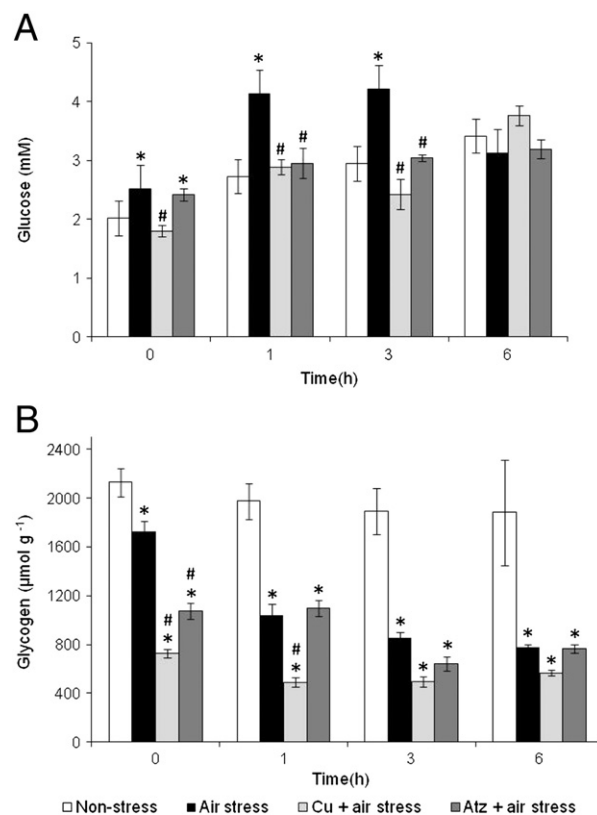 A
Glucose (mM)
5
4
3
2
1
0
* * #
* # #
* # #
0 1 3 6
Time(h)
B
Glycogen (µmol g -1)
2400
2000
1600
1200
800
400
0
* # * # *
* # * *
* * *
* * *
0 1 3 6
Time(h)
Non-stress Air stress Cu + air stress Atz + air stress